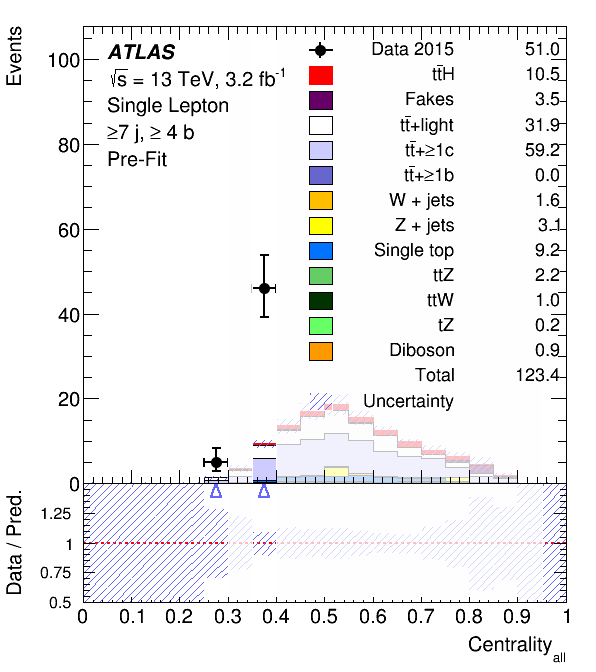 Events
100
80
60
40
20
0
ATLAS
√s = 13 TeV, 3.2 fb⁻¹
Single Lepton
≥7 j, ≥ 4 b
Pre-Fit
Data 2015 51.0
tt̄H 10.5
Fakes 3.5
tt̄+light 31.9
tt̄+≥1c 59.2
tt̄+≥1b 0.0
W + jets 1.6
Z + jets 3.1
Single top 9.2
ttZ 2.2
ttW 1.0
tZ 0.2
Diboson 0.9
Total 123.4
Uncertainty
Data / Pred.
1.25
1
0.75
0.5
0 0.1 0.2 0.3 0.4 0.5 0.6 0.7 0.8 0.9 1
Centrality_all